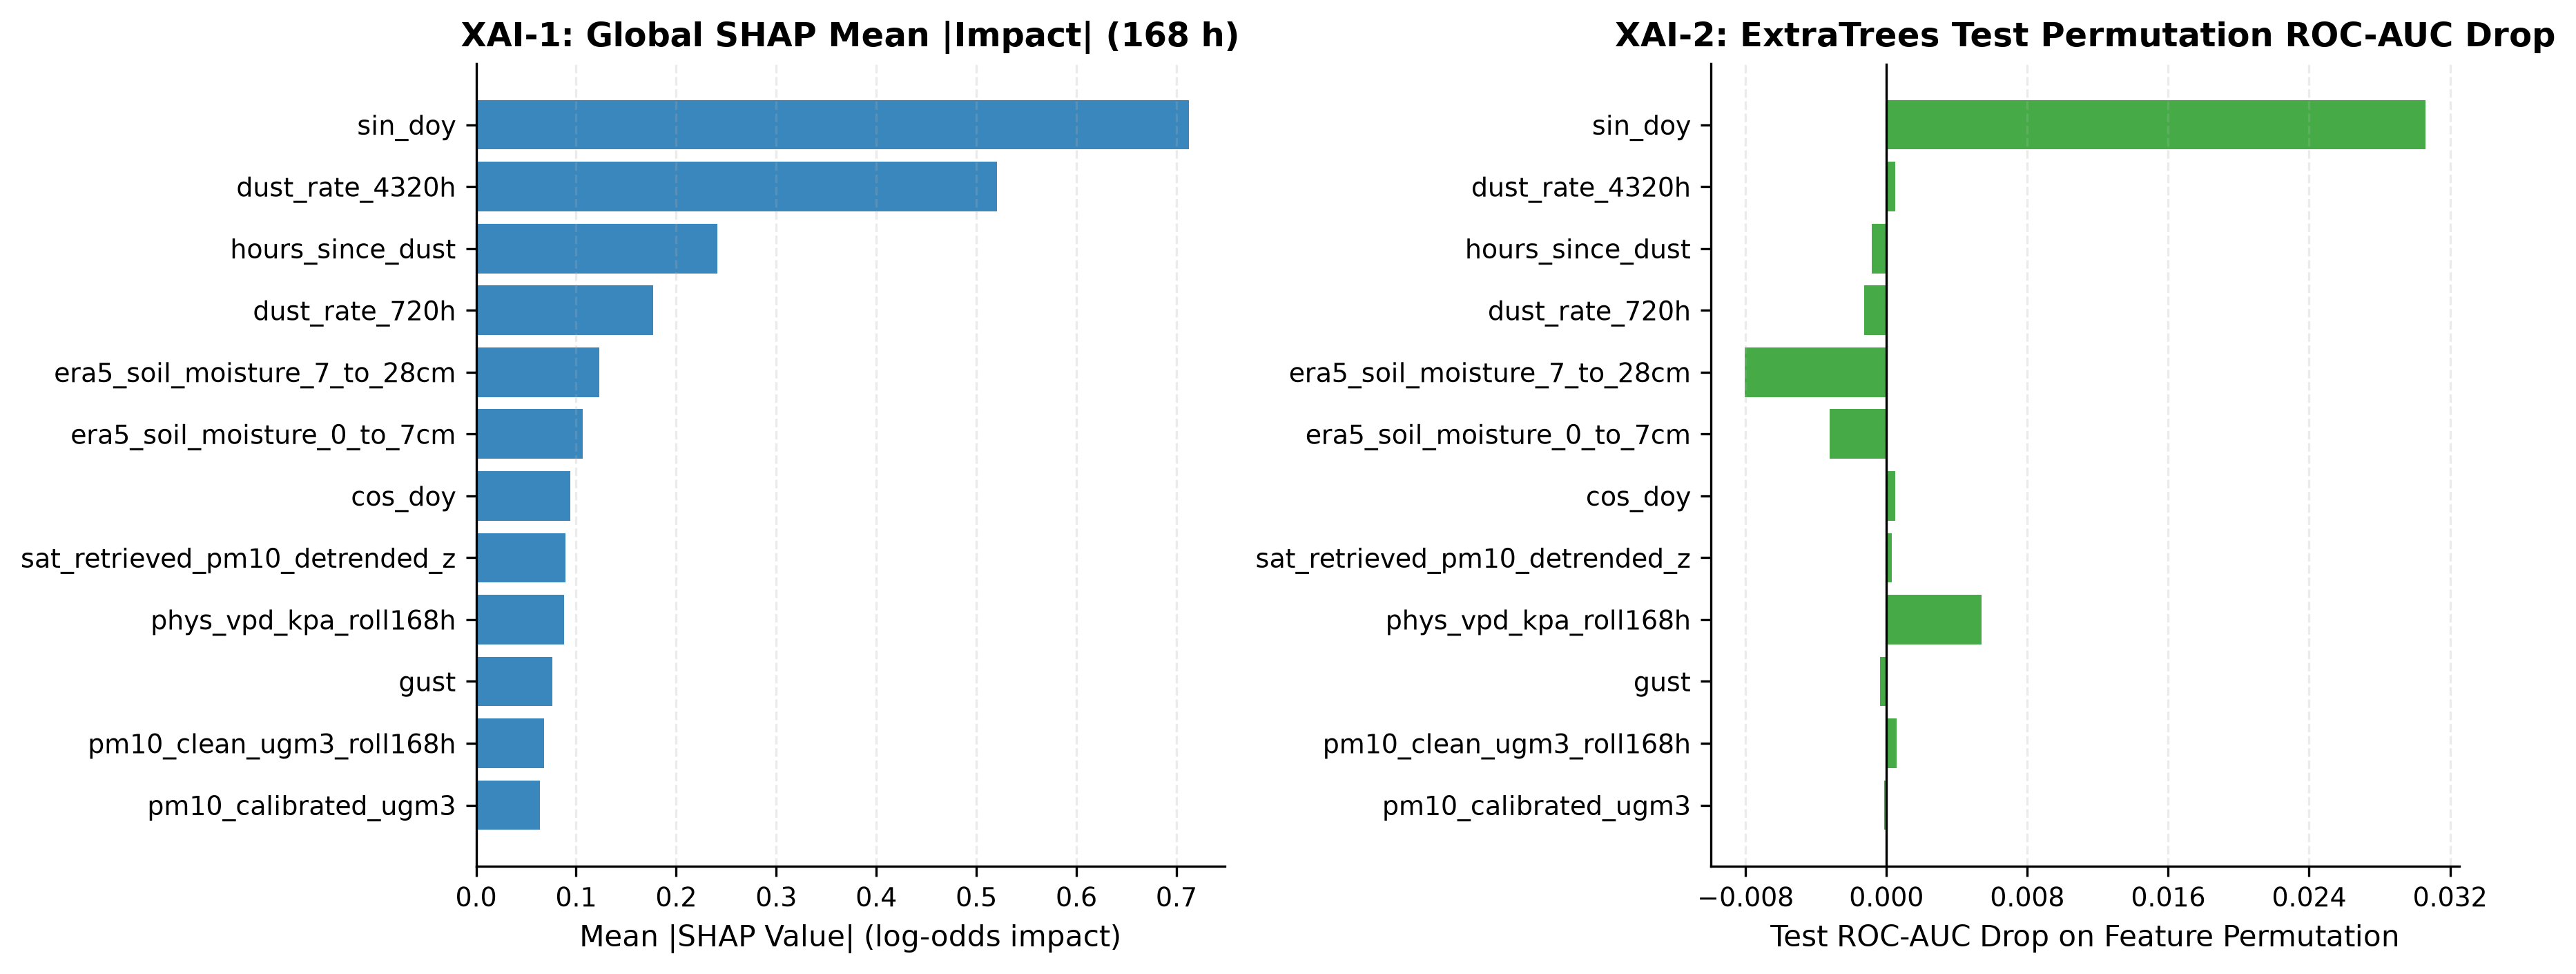 XAI-1: Global SHAP Mean |Impact| (168 h)
sin_doy
dust_rate_4320h
hours_since_dust
dust_rate_720h
era5_soil_moisture_7_to_28cm
era5_soil_moisture_0_to_7cm
cos_doy
sat_retrieved_pm10_detrended_z
phys_vpd_kpa_roll168h
gust
pm10_clean_ugm3_roll168h
pm10_calibrated_ugm3
0.0 0.1 0.2 0.3 0.4 0.5 0.6 0.7
Mean |SHAP Value| (log-odds impact)
XAI-2: ExtraTrees Test Permutation ROC-AUC Drop
sin_doy
dust_rate_4320h
hours_since_dust
dust_rate_720h
era5_soil_moisture_7_to_28cm
era5_soil_moisture_0_to_7cm
cos_doy
sat_retrieved_pm10_detrended_z
phys_vpd_kpa_roll168h
gust
pm10_clean_ugm3_roll168h
pm10_calibrated_ugm3
−0.008 0.000 0.008 0.016 0.024 0.032
Test ROC-AUC Drop on Feature Permutation